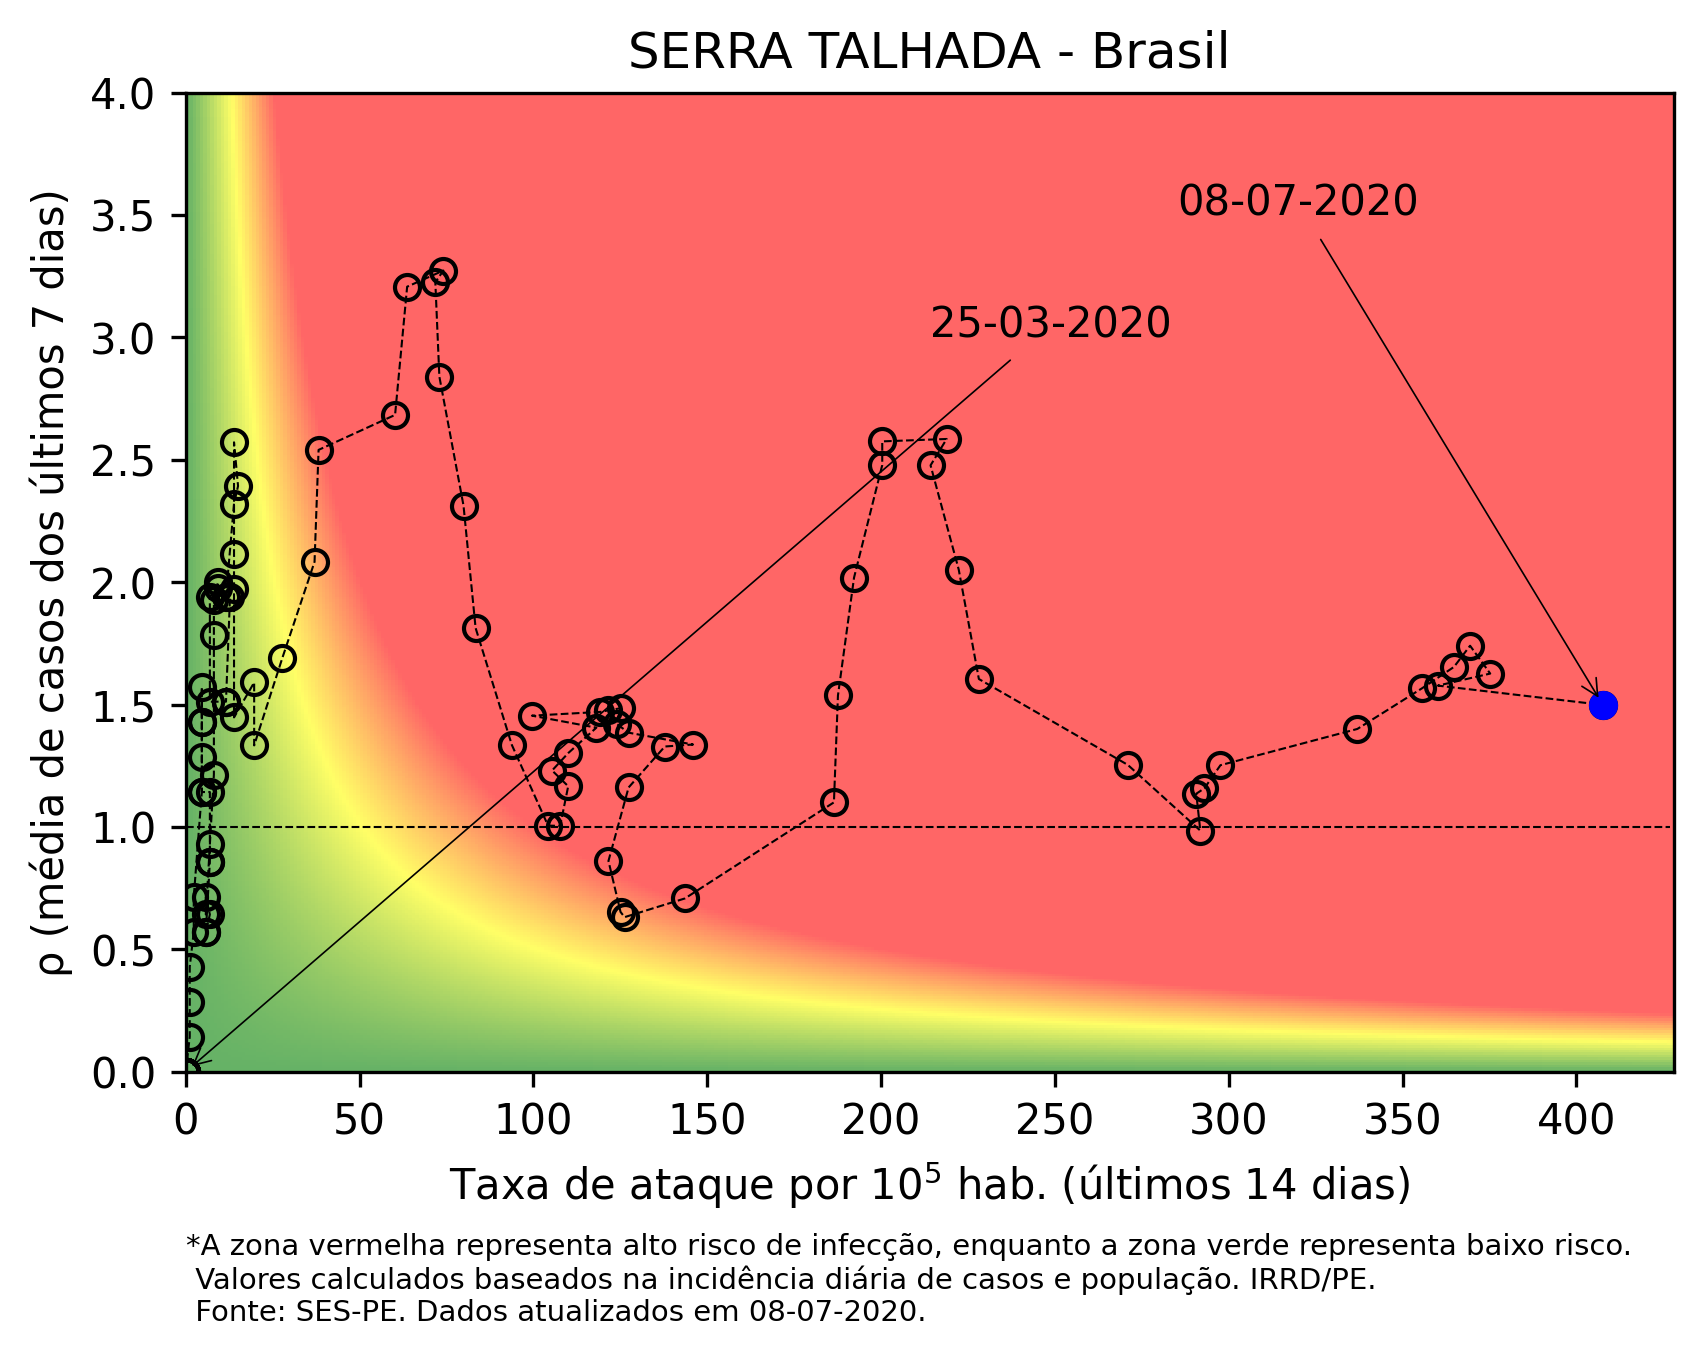 SERRA TALHADA - Brasil
4.0
3.5
3.0
2.5
2.0
1.5
1.0
0.5
0.0
ρ (média de casos dos últimos 7 dias)
08-07-2020
25-03-2020
0 50 100 150 200 250 300 350 400
Taxa de ataque por 10⁵ hab. (últimos 14 dias)
*A zona vermelha representa alto risco de infecção, enquanto a zona verde representa baixo risco.
Valores calculados baseados na incidência diária de casos e população. IRRD/PE.
Fonte: SES-PE. Dados atualizados em 08-07-2020.